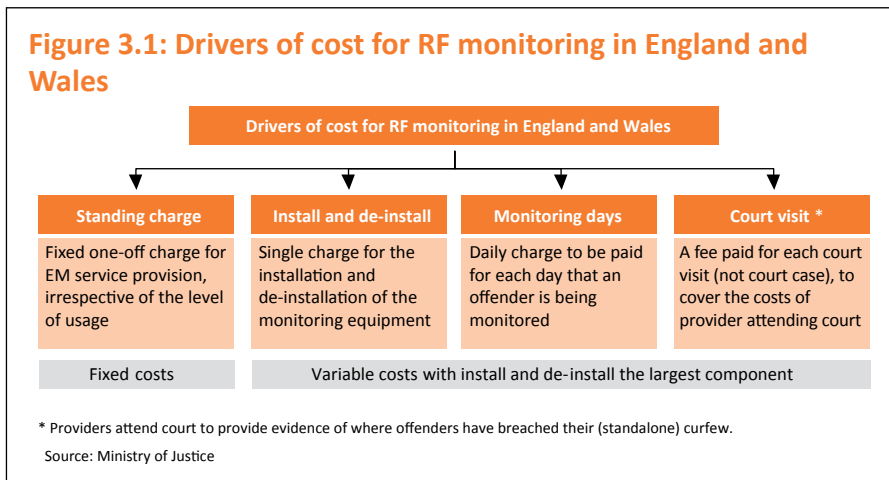 Figure 3.1: Drivers of cost for RF monitoring in England and
Wales
Drivers of cost for RF monitoring in England and Wales
Standing charge
Fixed one-off charge for
EM service provision,
irrespective of the level
of usage
Install and de-install
Single charge for the
installation and
de-installation of the
monitoring equipment
Monitoring days
Daily charge to be paid
for each day that an
offender is being
monitored
Court visit *
A fee paid for each court
visit (not court case), to
cover the costs of
provider attending court
Fixed costs
Variable costs with install and de-install the largest component
* Providers attend court to provide evidence of where offenders have breached their (standalone) curfew.
Source: Ministry of Justice